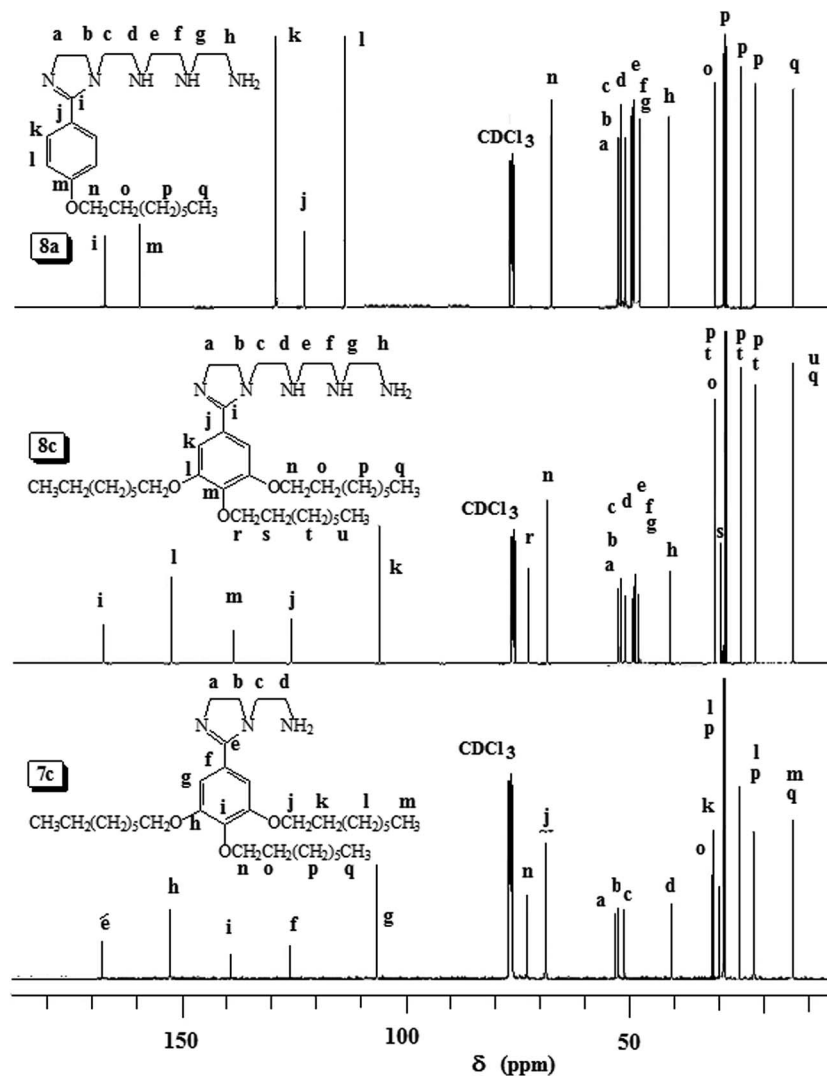 a b c d e f g h
k l p
n
c d e f g
b
a
h o p p q
CDCl3
N N NH NH NH2
i
j
k
l
m
n o p q
OCH2CH2(CH2)5CH3
8a
i m j
a b c d e f g h
N N NH NH NH2
j i
8c
k
l n o p q
CH3CH2(CH2)5CH2O m OCH2CH2(CH2)5CH3
OCH2CH2(CH2)5CH3
r s t u
i l m j k
CDCl3
r n
c d e f g
b
a
h
p p p
t t t
o
s
u
q
a b c d
N N NH2
e
f
7c
g
j k l m
CH3CH2(CH2)5CH2O h i OCH2CH2(CH2)5CH3
OCH2CH2(CH2)5CH3
n o p q
e h i f g
CDCl3
n j
a b c d
l
p
k
o
l
p
m
q
150 100 50
δ (ppm)